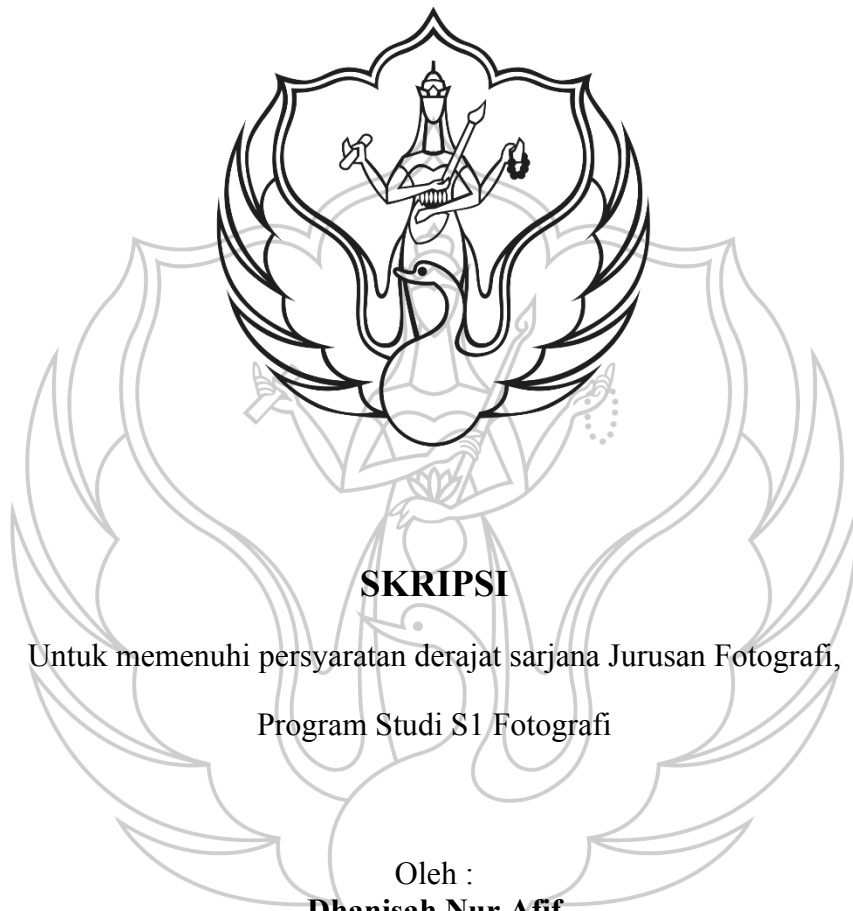 SKRIPSI
Untuk memenuhi persyaratan derajat sarjana Jurusan Fotografi,
Program Studi S1 Fotografi
Oleh :
Dhanisah Nur Afif